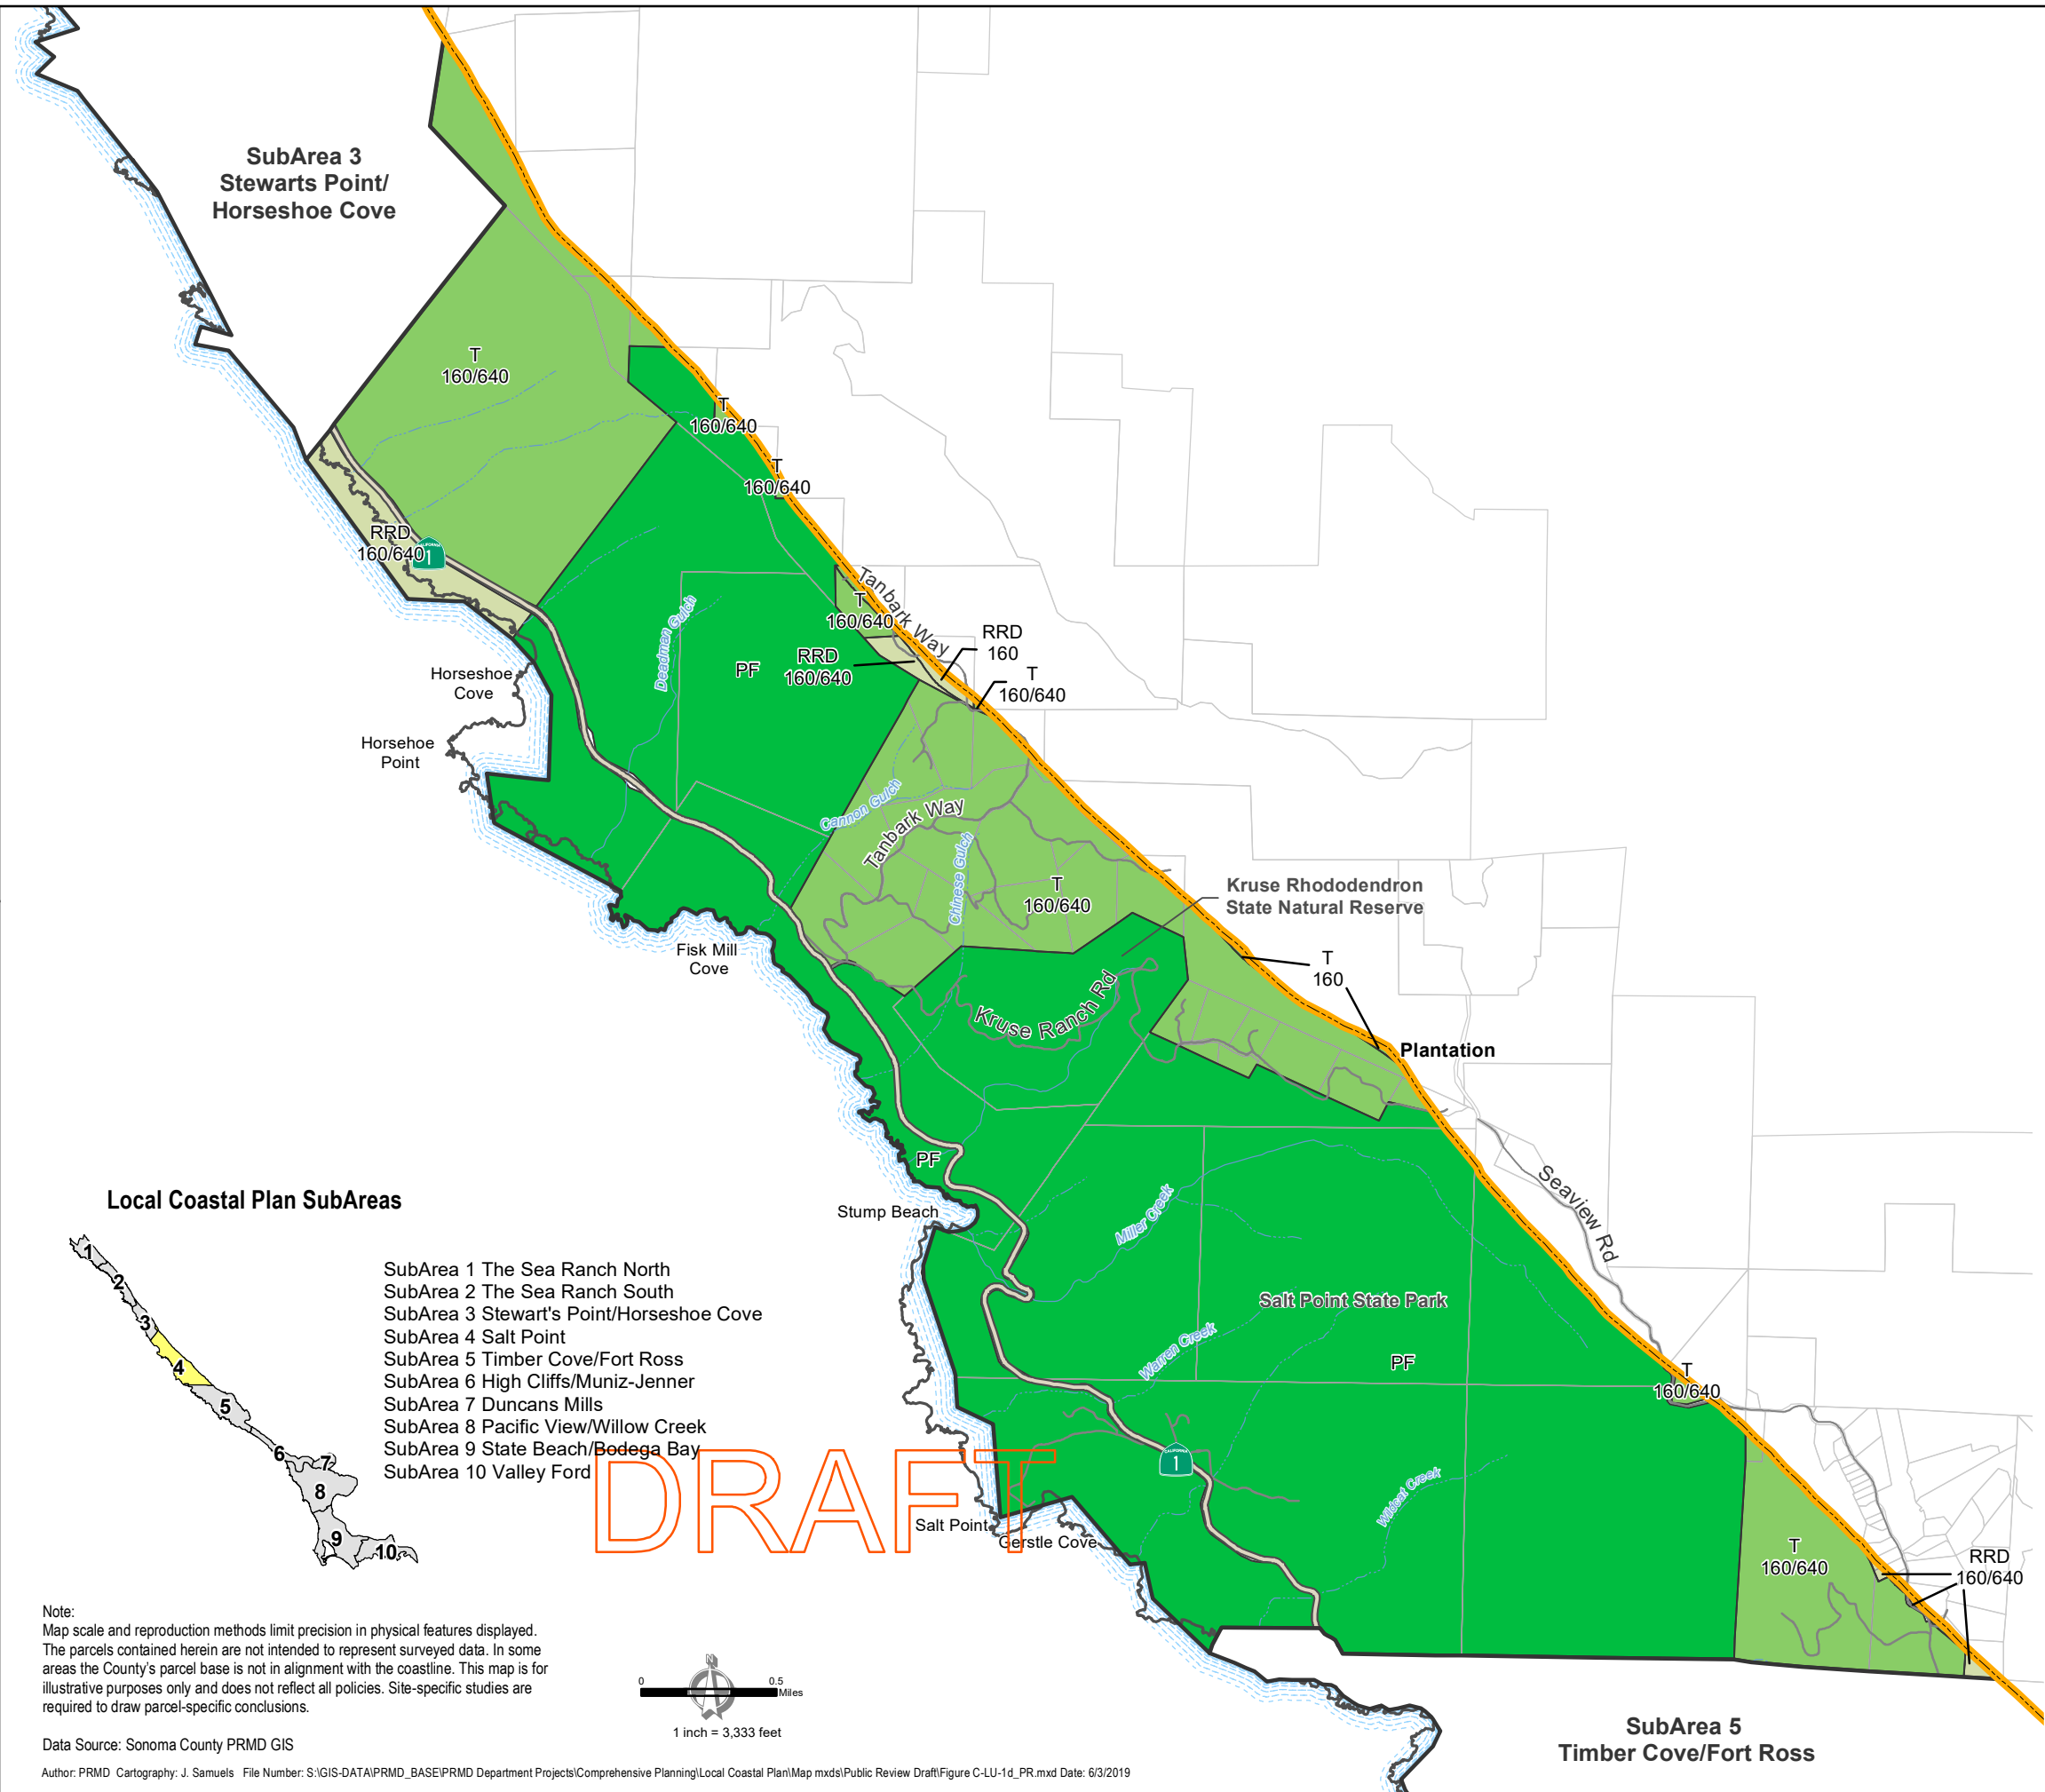 SubArea 3
Stewarts Point/
Horseshoe Cove
T
160/640
T
160/640
T
160/640
RRD
160/640
CALIFORNIA
1
Tanbark Way
T
160/640
RRD
160
RRD
160/640
T
160/640
PF
Deadman Gulch
Horseshoe
Cove
Horsehoe
Point
Cannon Gulch
Tanbark Way
Chinese Gulch
T
160/640
Kruse Rhododendron
State Natural Reserve
Fisk Mill
Cove
T
160
Kruse Ranch Rd
Plantation
PF
Stump Beach
Miller Creek
Seaview Rd
Salt Point State Park
Warren Creek
PF
T
160/640
CALIFORNIA
1
Wildcat Creek
Salt Point
Gerstle Cove
T
160/640
RRD
160/640
Local Coastal Plan SubAreas
1
2
3
4
5
6
7
8
9
10
SubArea 1 The Sea Ranch North
SubArea 2 The Sea Ranch South
SubArea 3 Stewart's Point/Horseshoe Cove
SubArea 4 Salt Point
SubArea 5 Timber Cove/Fort Ross
SubArea 6 High Cliffs/Muniz-Jenner
SubArea 7 Duncans Mills
SubArea 8 Pacific View/Willow Creek
SubArea 9 State Beach/Bodega Bay
SubArea 10 Valley Ford
DRAFT
Note:
Map scale and reproduction methods limit precision in physical features displayed.
The parcels contained herein are not intended to represent surveyed data. In some
areas the County's parcel base is not in alignment with the coastline. This map is for
illustrative purposes only and does not reflect all policies. Site-specific studies are
required to draw parcel-specific conclusions.
N
0 0.5
Miles
1 inch = 3,333 feet
SubArea 5
Timber Cove/Fort Ross
Data Source: Sonoma County PRMD GIS
Author: PRMD Cartography: J. Samuels File Number: S:\GIS-DATA\PRMD_BASE\PRMD Department Projects\Comprehensive Planning\Local Coastal Plan\Map mxds\Public Review Draft\Figure C-LU-1d_PR.mxd Date: 6/3/2019